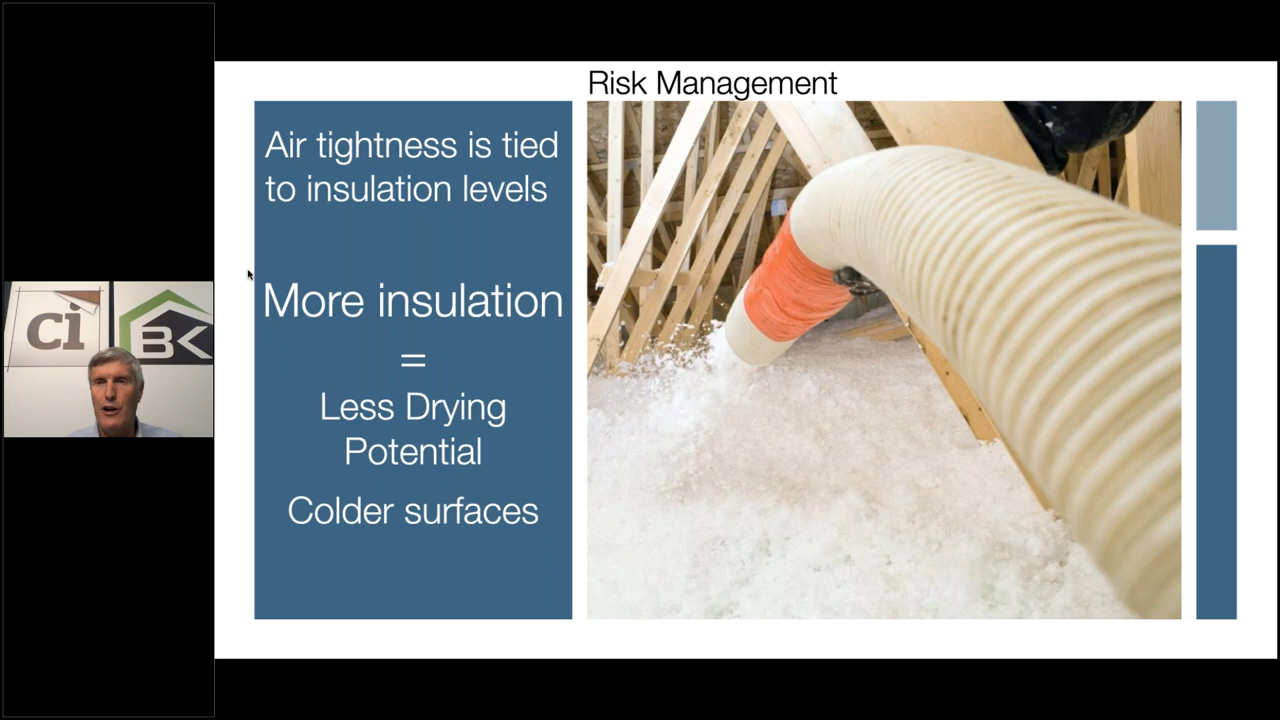 Risk Management
Air tightness is tied
to insulation levels
More insulation
=
Less Drying
Potential
Colder surfaces
ci
BK